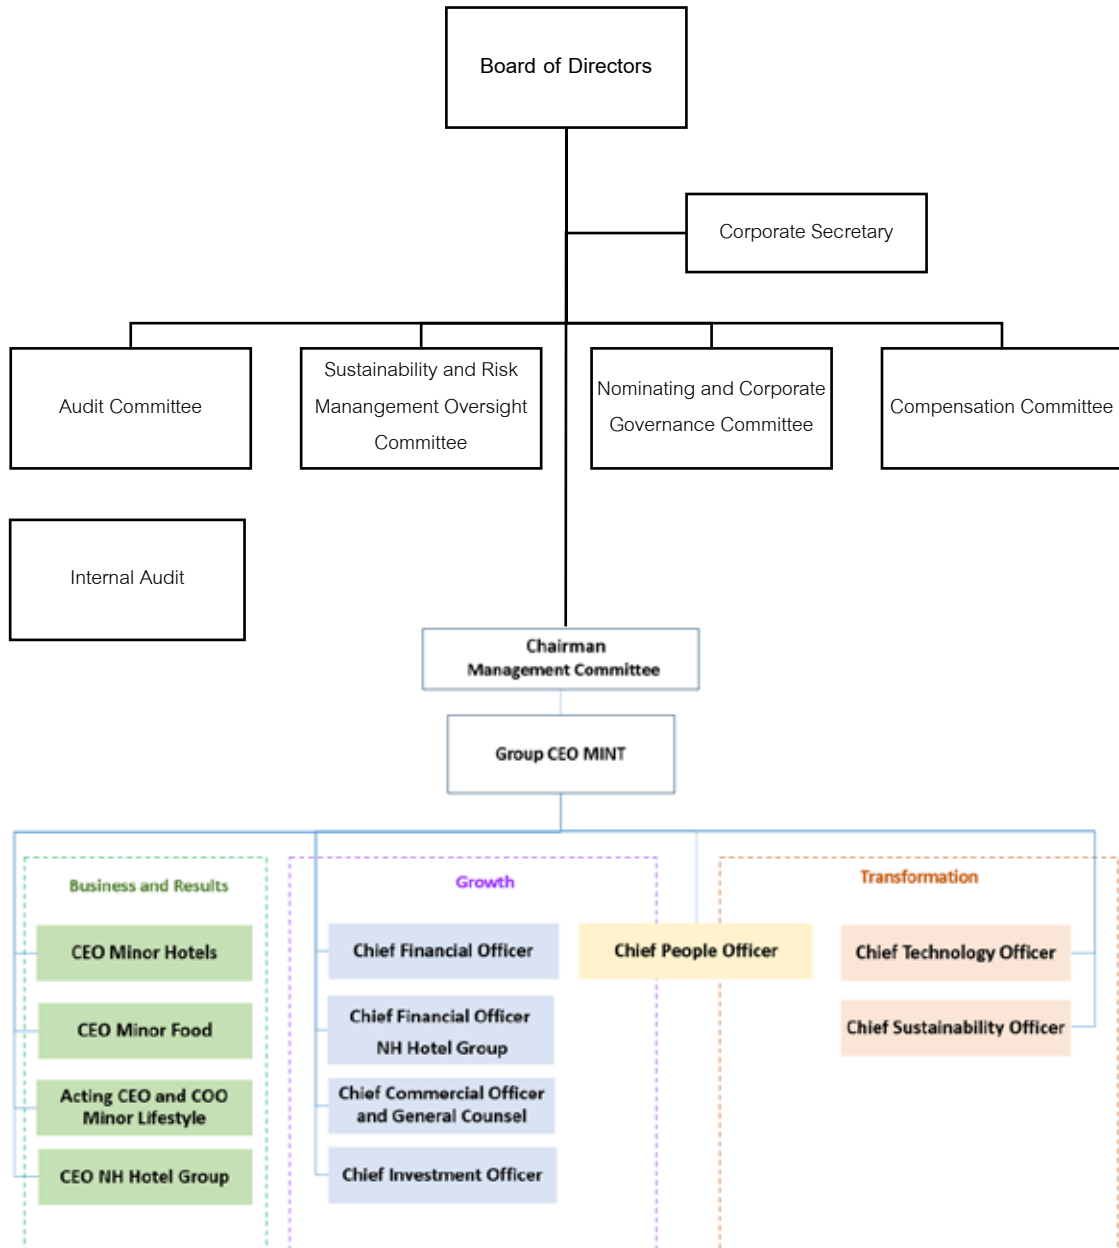 Board of Directors
Corporate Secretary
Audit Committee
Sustainability and Risk
Manangement Oversight
Committee
Nominating and Corporate
Governance Committee
Compensation Committee
Internal Audit
Chairman
Management Committee
Group CEO MINT
Business and Results
Growth
Transformation
CEO Minor Hotels
Chief Financial Officer
Chief People Officer
Chief Technology Officer
CEO Minor Food
Chief Financial Officer
NH Hotel Group
Chief Sustainability Officer
Acting CEO and COO
Minor Lifestyle
Chief Commercial Officer
and General Counsel
CEO NH Hotel Group
Chief Investment Officer